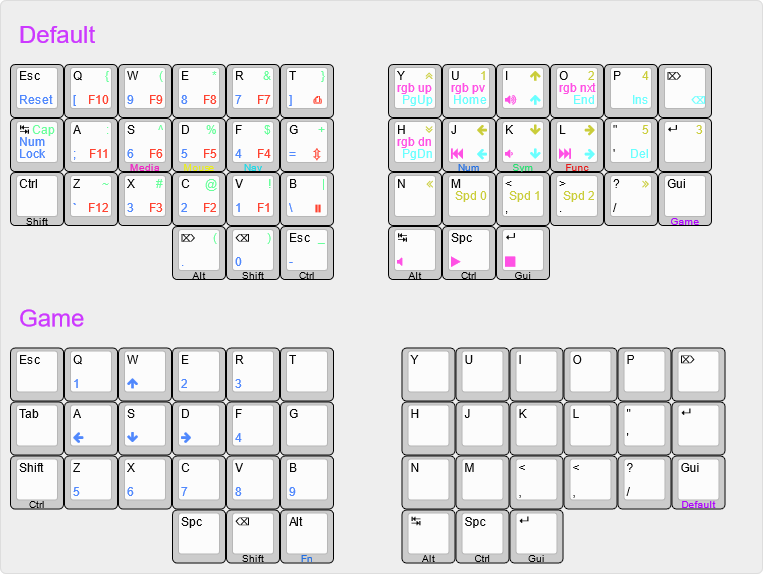 Default
Esc Q { W ( E * R & T }
Reset [ F10 9 F9 8 F8 7 F7 ]
Y U 1 I O 2 P 4
rgb up rgb pv rgb nxt
PgUp Home End Ins
Cap A : S ^ D % F $ G +
Num
Lock ; F11 6 F6 5 F5 4 F4 =
Media Mouse Nav
H J K L " 5 3
rgb dn
PgDn ' Del
Num Sym Func
Ctrl Z ~ X # C @ V ! B |
` F12 3 F3 2 F2 1 F1 \
Shift
N M < > ? Gui
Spd 0 Spd 1 Spd 2
, . /
Game
( ) Esc _
. 0 -
Alt Shift Ctrl
Spc
Alt Ctrl Gui
Game
Esc Q W E R T
1 2 3
Y U I O P
Tab A S D F G
4
H J K L "
'
Shift Z X C V B
5 6 7 8 9
Ctrl
N M < < ? Gui
, , /
Default
Spc Alt
Shift Fn
Spc
Alt Ctrl Gui